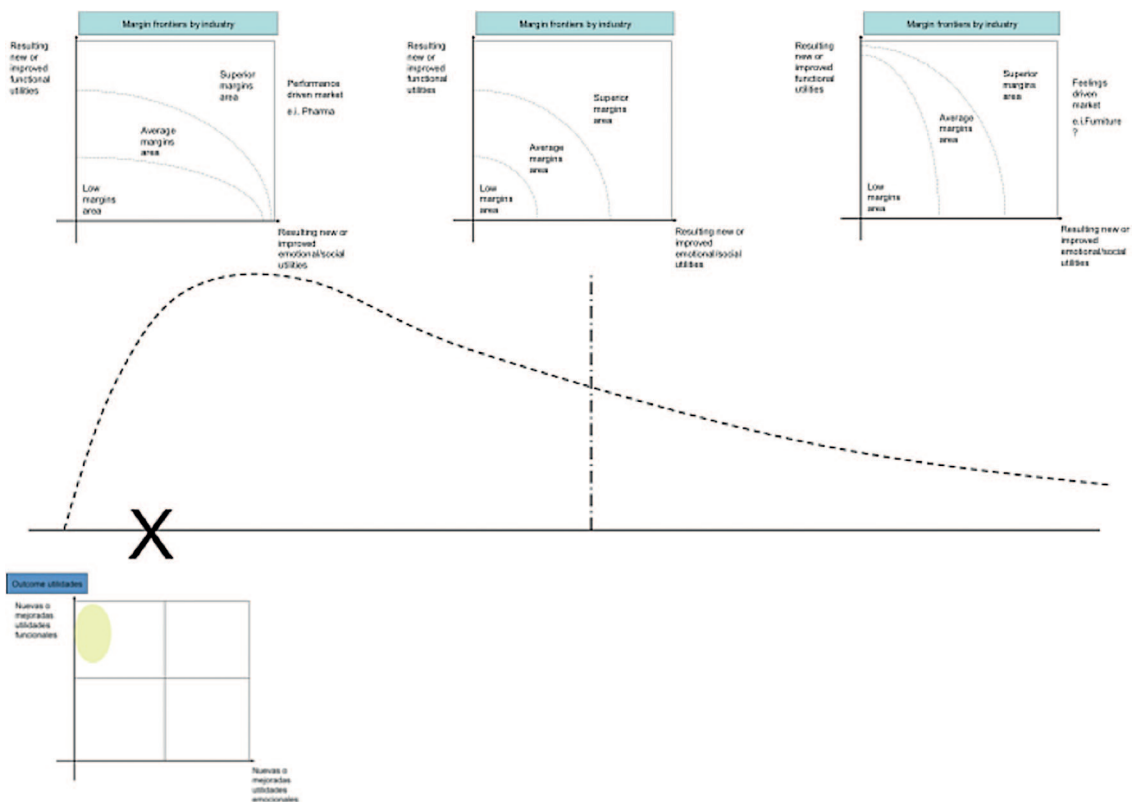 Margin frontiers by industry
Resulting
new or
improved
functional
utilities
Superior
margins
area
Average
margins
area
Low
margins
area
Performance
driven market
e.i. Pharma
Resulting new or
improved
emotional/social
utilities
Margin frontiers by industry
Resulting
new or
improved
functional
utilities
Superior
margins
area
Average
margins
area
Low
margins
area
Resulting new or
improved
emotional/social
utilities
Margin frontiers by industry
Resulting
new or
improved
functional
utilities
Superior
margins
area
Average
margins
area
Low
margins
area
Feelings
driven
market
e.i.Furniture
?
Resulting new or
improved
emotional/social
utilities
X
Outcome utilidades
Nuevas o
mejoradas
utilidades
funcionales
Nuevas o
mejoradas
utilidades
emocionales